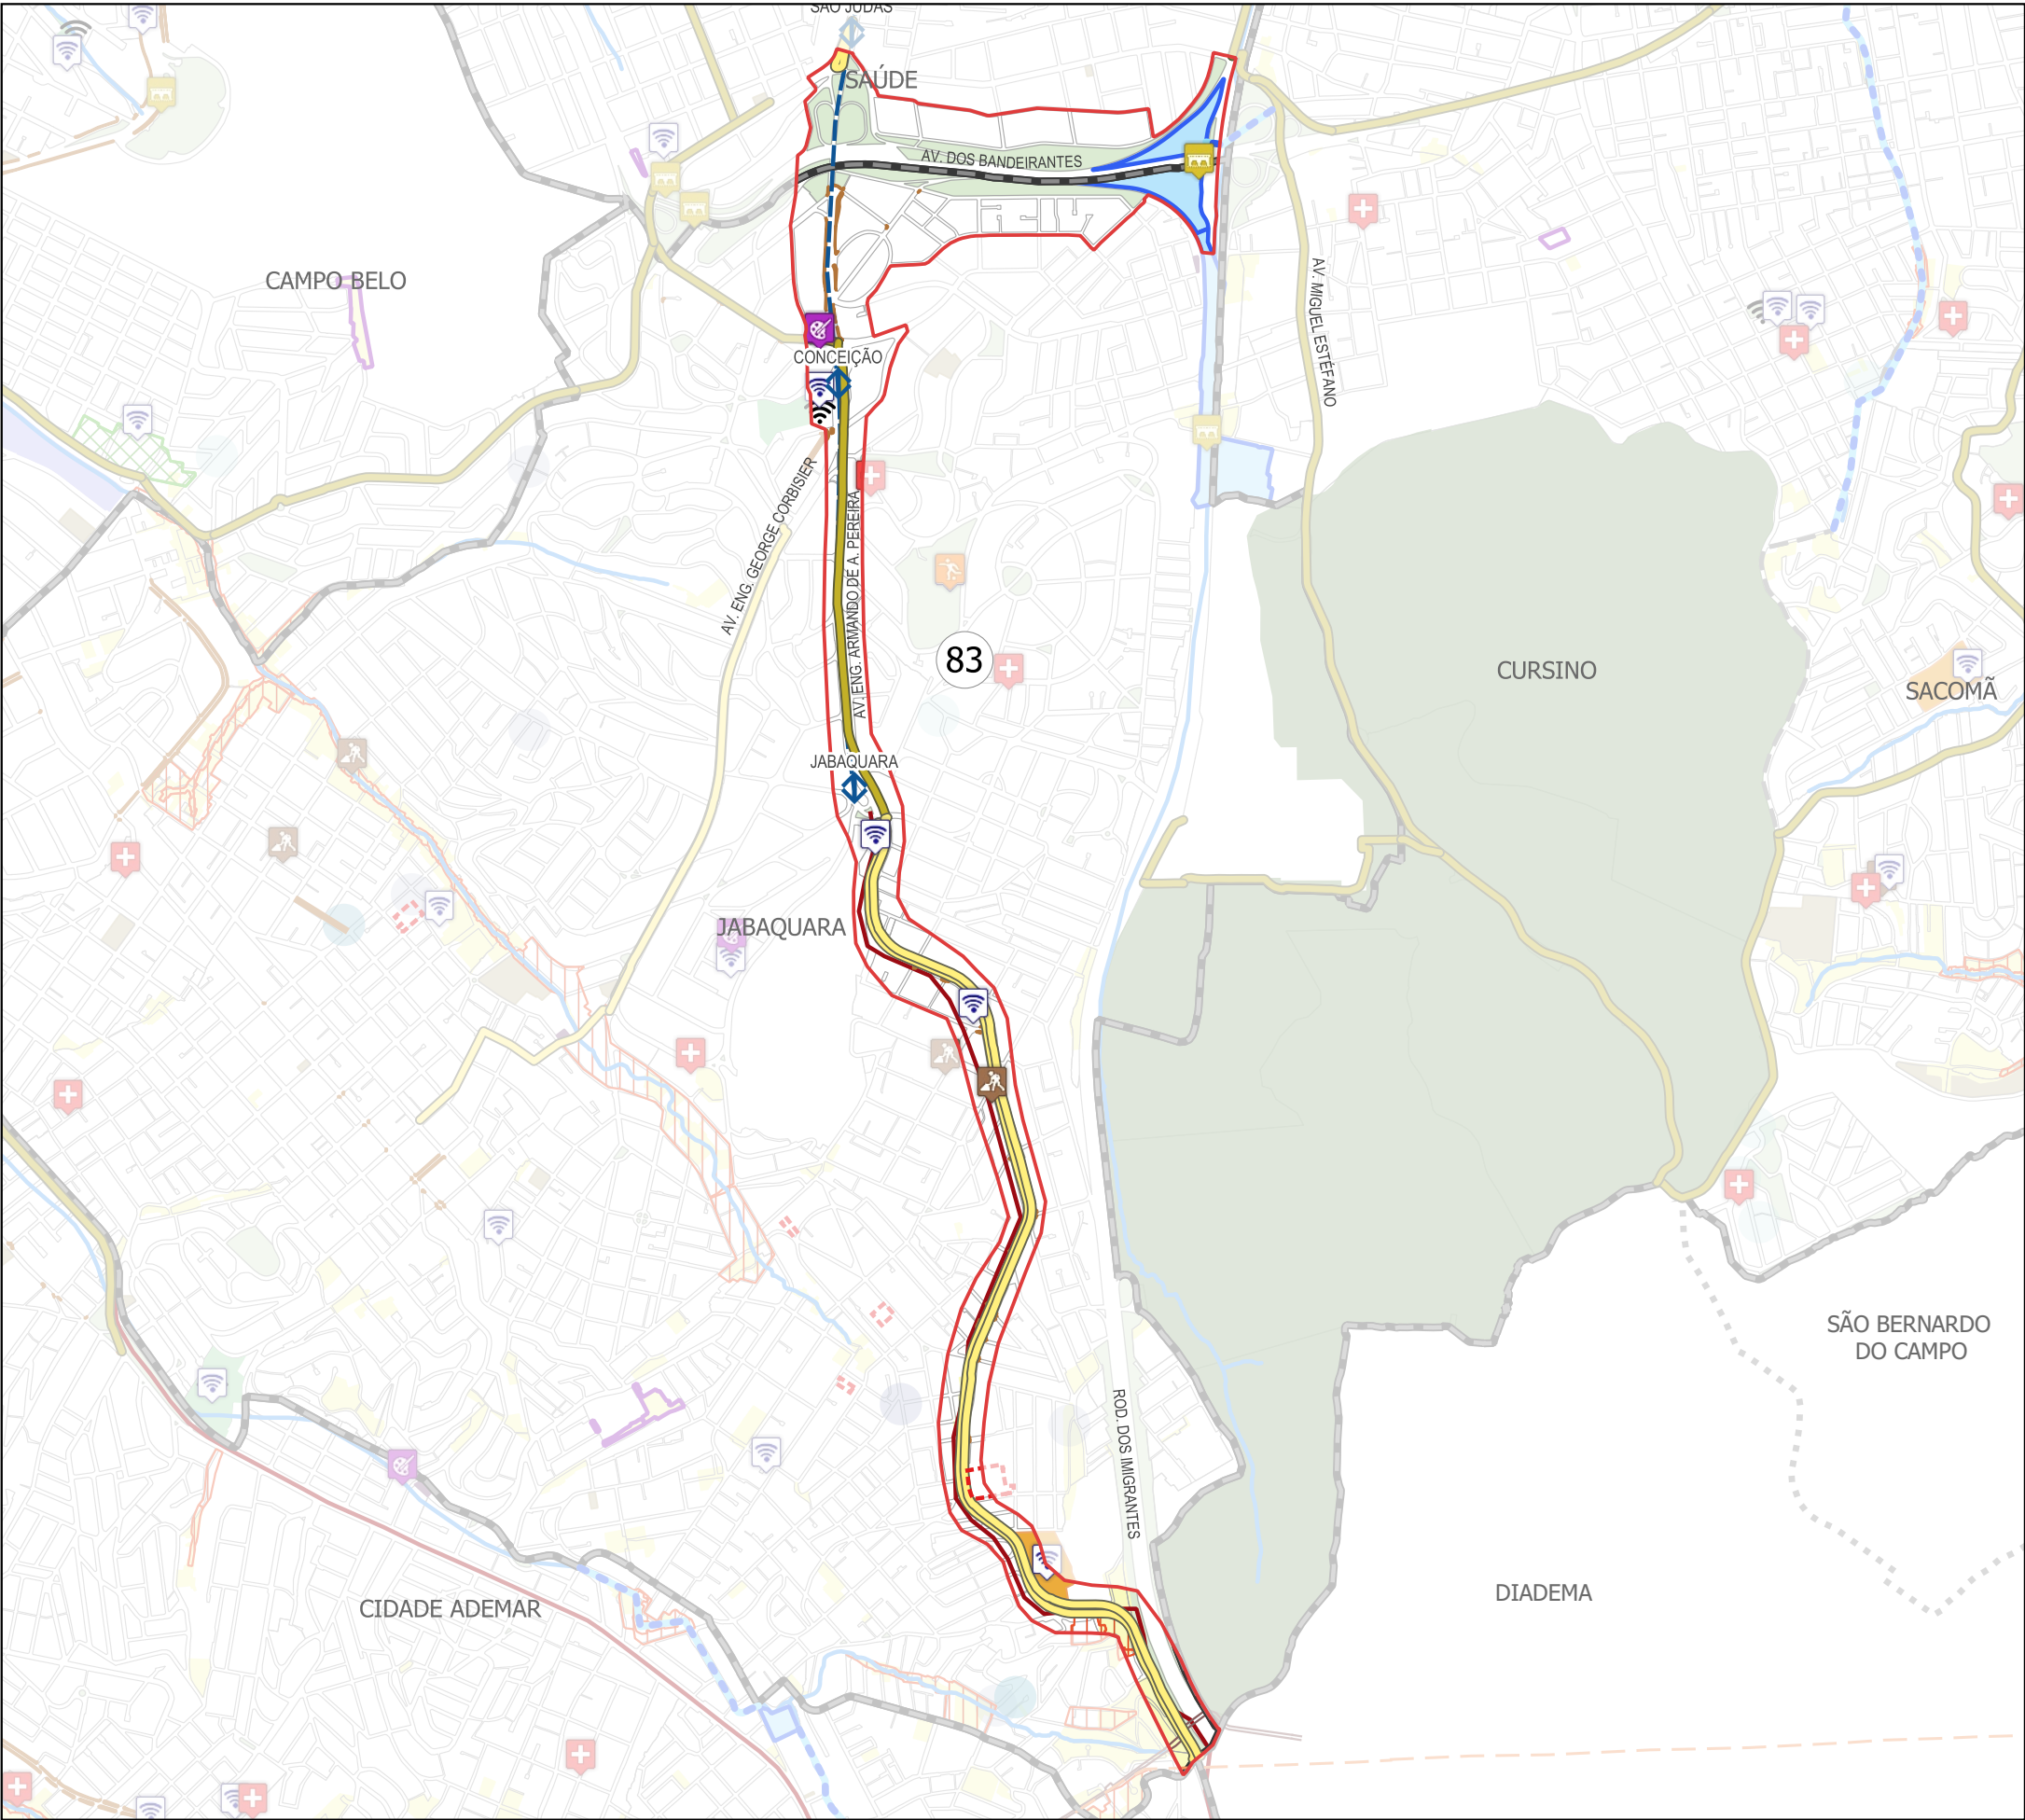 SÃO JUDAS
SAÚDE
AV. DOS BANDEIRANTES
CAMPO BELO
AV. MIGUEL ESTÉFANO
CONCEIÇÃO
AV. ENG. GEORGE CORBISIER
AV. ENG. ARMANDO DE A. PEREIRA
83
CURSINO
SACOMÃ
JABAQUARA
JABAQUARA
SÃO BERNARDO
DO CAMPO
ROD. DOS IMIGRANTES
DIADEMA
CIDADE ADEMAR